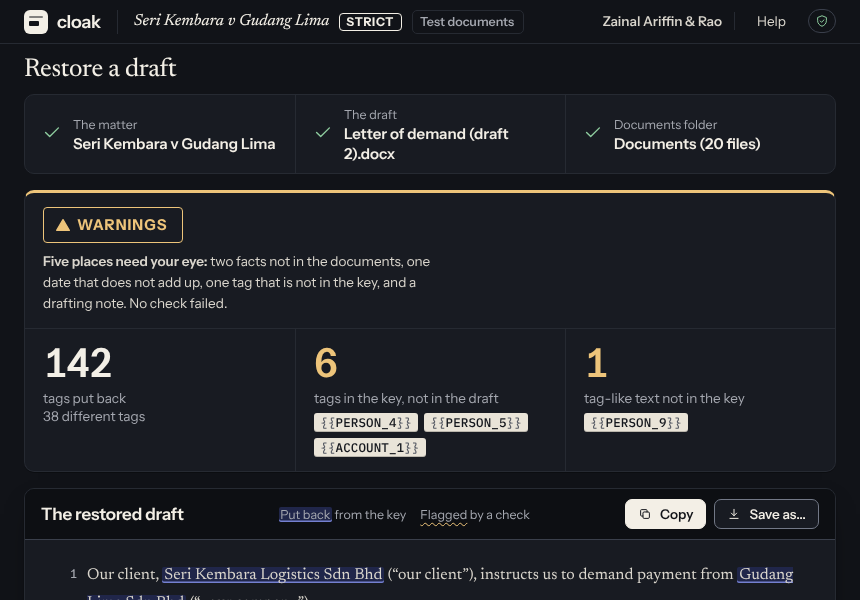 cloak
Seri Kembara v Gudang Lima
STRICT
Test documents
Zainal Ariffin & Rao
Help
Restore a draft
The matter
Seri Kembara v Gudang Lima
The draft
Letter of demand (draft
2).docx
Documents folder
Documents (20 files)
WARNINGS
Five places need your eye: two facts not in the documents, one
date that does not add up, one tag that is not in the key, and a
drafting note. No check failed.
142
tags put back
38 different tags
6
tags in the key, not in the draft
{{PERSON_4}} {{PERSON_5}}
{{ACCOUNT_1}}
1
tag-like text not in the key
{{PERSON_9}}
The restored draft
Put back from the key
Flagged by a check
Copy
Save as…
1 Our client, Seri Kembara Logistics Sdn Bhd (“our client”), instructs us to demand payment from Gudang